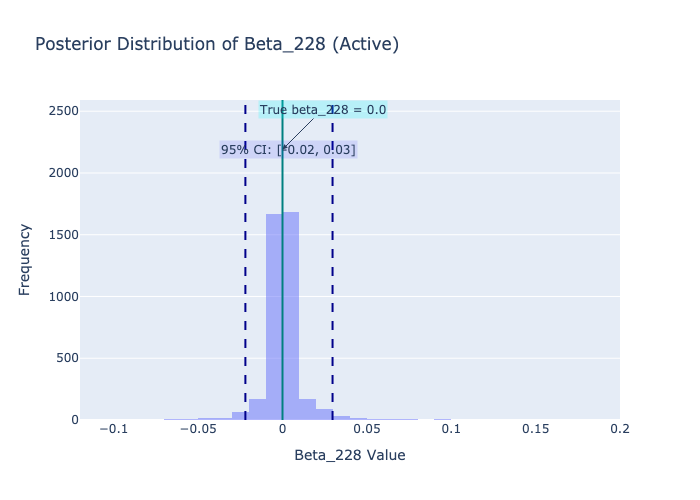 Posterior Distribution of Beta_228 (Active)
True beta_228 = 0.0
95% CI: [-0.02, 0.03]
2500
2000
1500
1000
500
0
Frequency
−0.1 −0.05 0 0.05 0.1 0.15 0.2
Beta_228 Value